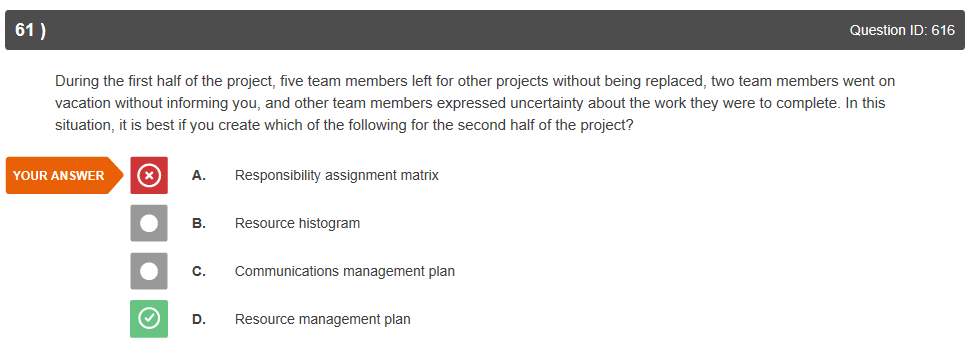 61 ) Question ID: 616
During the first half of the project, five team members left for other projects without being replaced, two team members went on
vacation without informing you, and other team members expressed uncertainty about the work they were to complete. In this
situation, it is best if you create which of the following for the second half of the project?
YOUR ANSWER A. Responsibility assignment matrix
B. Resource histogram
C. Communications management plan
D. Resource management plan